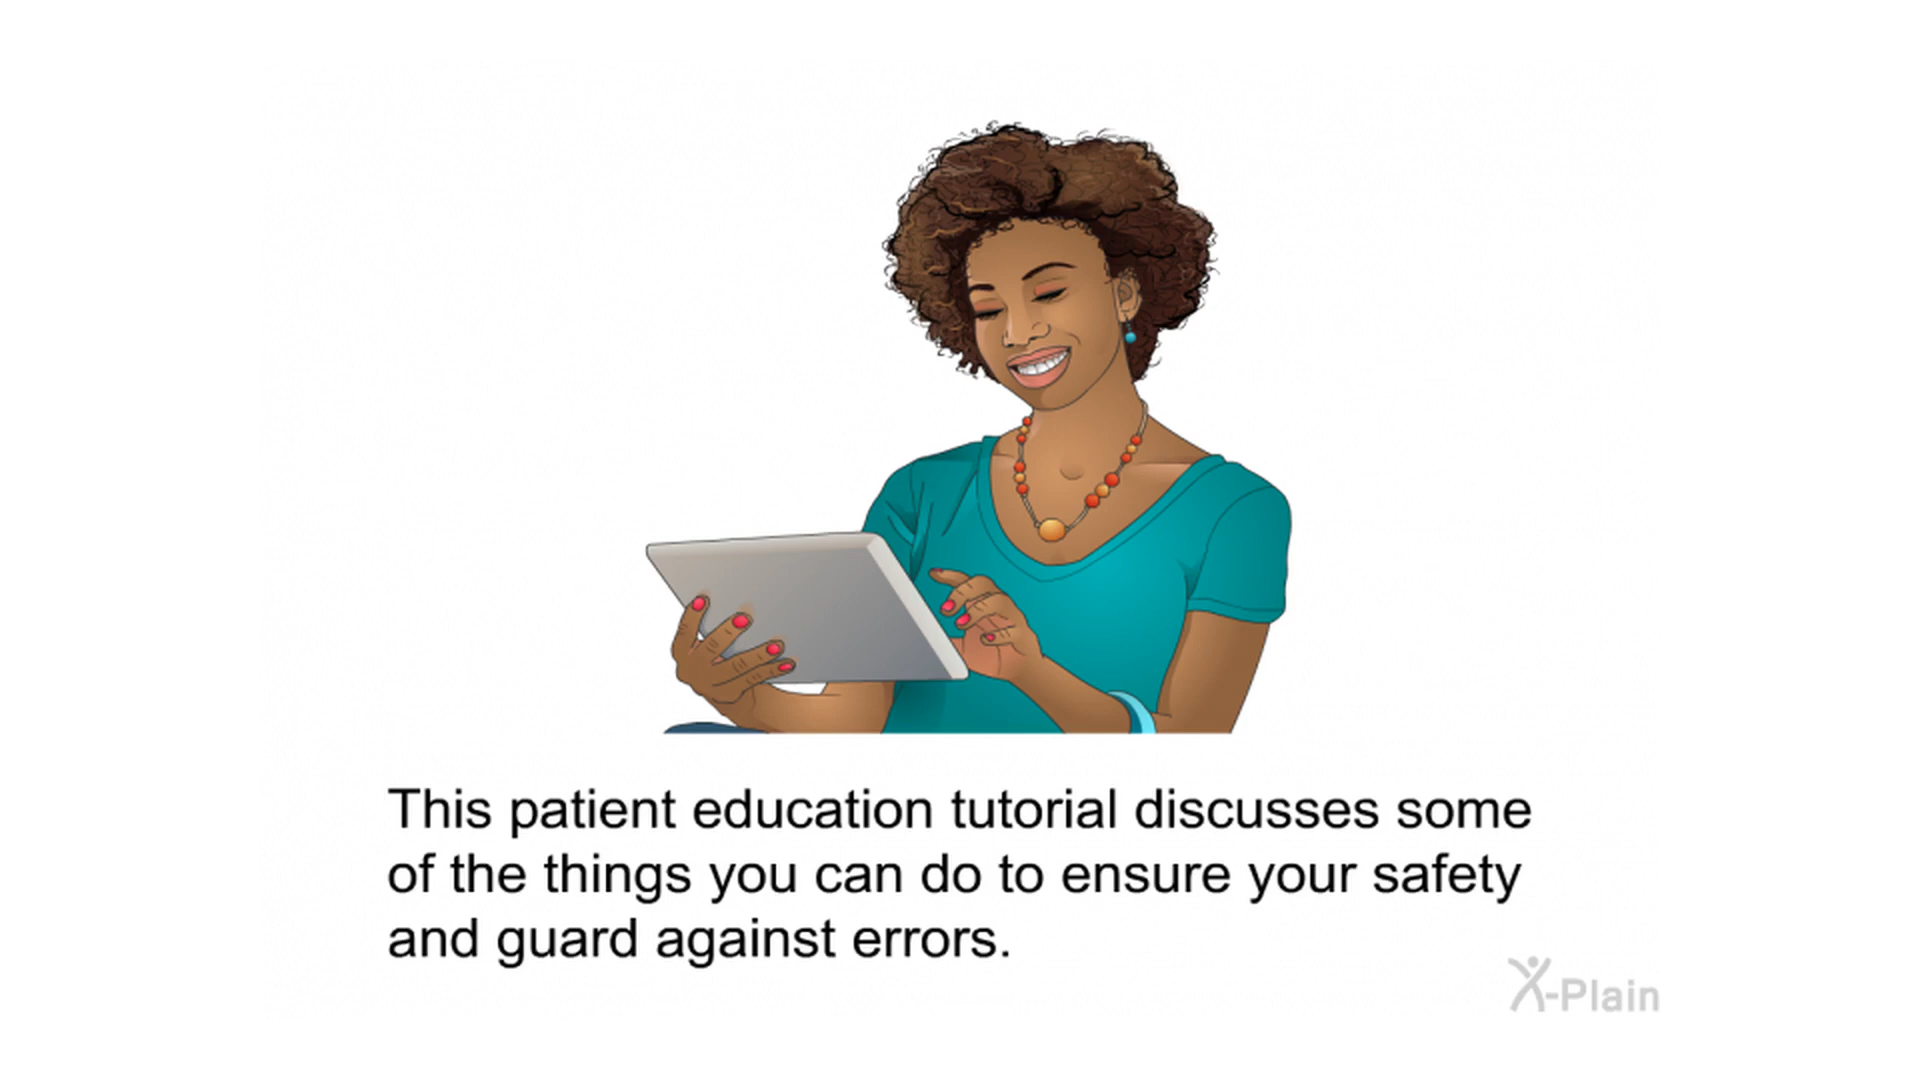 This patient education tutorial discusses some
of the things you can do to ensure your safety
and guard against errors.
X-Plain